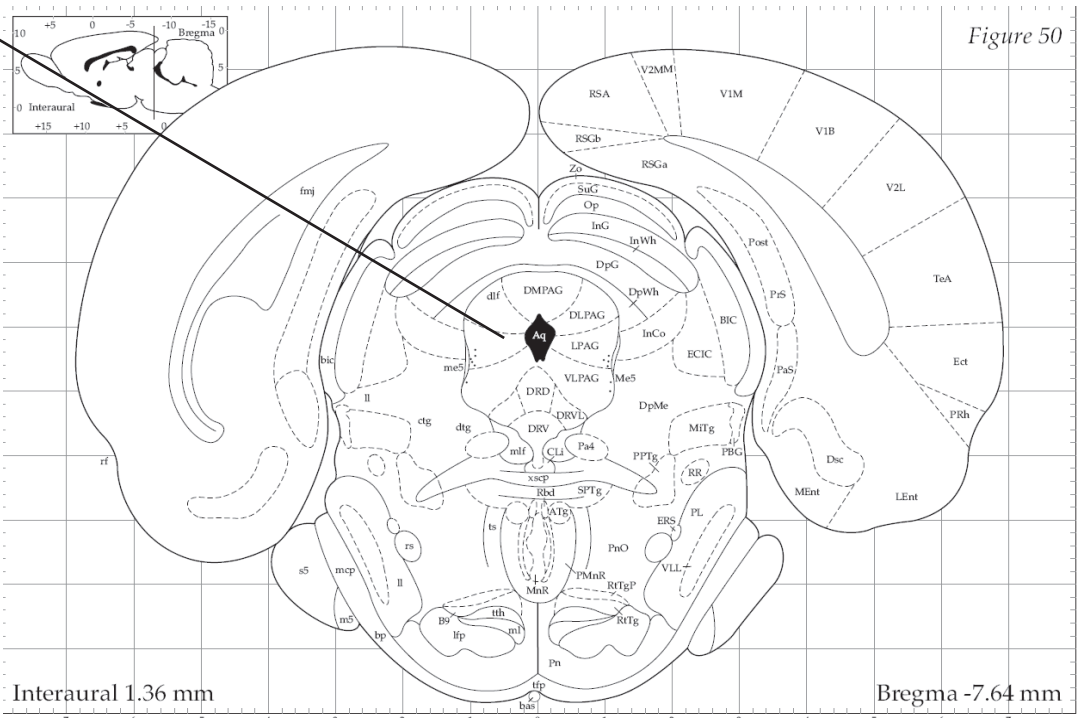 +5 0 -5 -10 -15
10 Bregma 0
5 5
0 Interaural
+15 +10 +5 0
Figure 50
V2MM
RSA V1M
V1B
RSGb
RSGa
Zo
fmj SuG V2L
Op
InG
InWh Post
DpG
TeA
dlf DMPAG DpWh PrS
DLPAG BIC
Aq InCo
LPAG
bic ECIC Ect
me5 VLPAG Me5 PaS
DRD
ll DpMe
DRVL PRh
ctg dtg DRV MiTg
mlf CLi Pa4 PBG
rf PPTg Dsc
RR
xscp
Rbd SPTg MEnt LEnt
ATg PL
ts ERS
rs PnO
s5 mcp VLL
ll PMnR
MnR RtTgP
m5 B9 tth RtTg
bp lfp ml
Pn
tfp
Interaural 1.36 mm Bregma -7.64 mm
bas